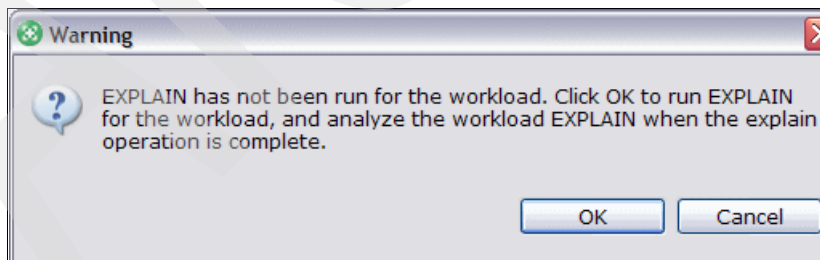 Warning
EXPLAIN has not been run for the workload. Click OK to run EXPLAIN
for the workload, and analyze the workload EXPLAIN when the explain
operation is complete.
OK Cancel